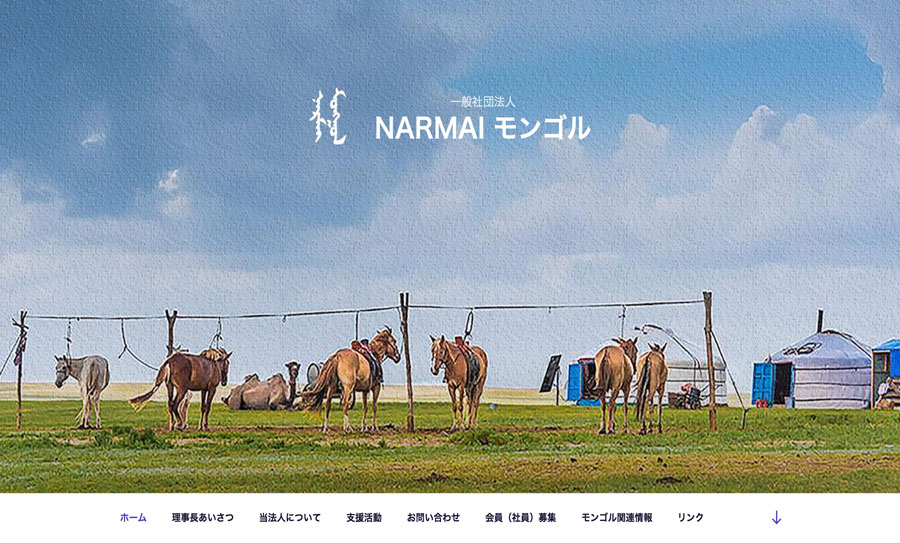 一般社団法人
NARMAI モンゴル
ホーム 理事長あいさつ 当法人について 支援活動 お問い合わせ 会員（社員）募集 モンゴル関連情報 リンク